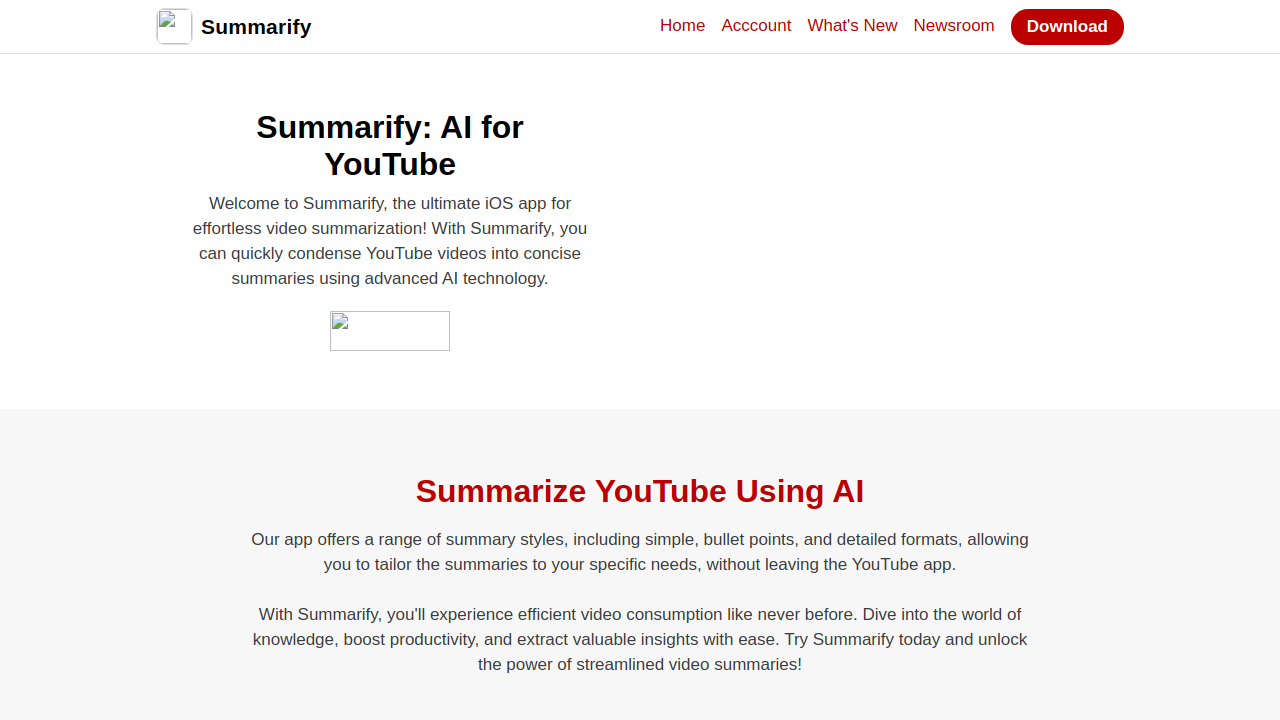 Summarify
Home
Acccount
What's New
Newsroom
Download
Summarify: AI for
YouTube
Welcome to Summarify, the ultimate iOS app for
effortless video summarization! With Summarify, you
can quickly condense YouTube videos into concise
summaries using advanced AI technology.
Summarize YouTube Using AI
Our app offers a range of summary styles, including simple, bullet points, and detailed formats, allowing
you to tailor the summaries to your specific needs, without leaving the YouTube app.
With Summarify, you'll experience efficient video consumption like never before. Dive into the world of
knowledge, boost productivity, and extract valuable insights with ease. Try Summarify today and unlock
the power of streamlined video summaries!